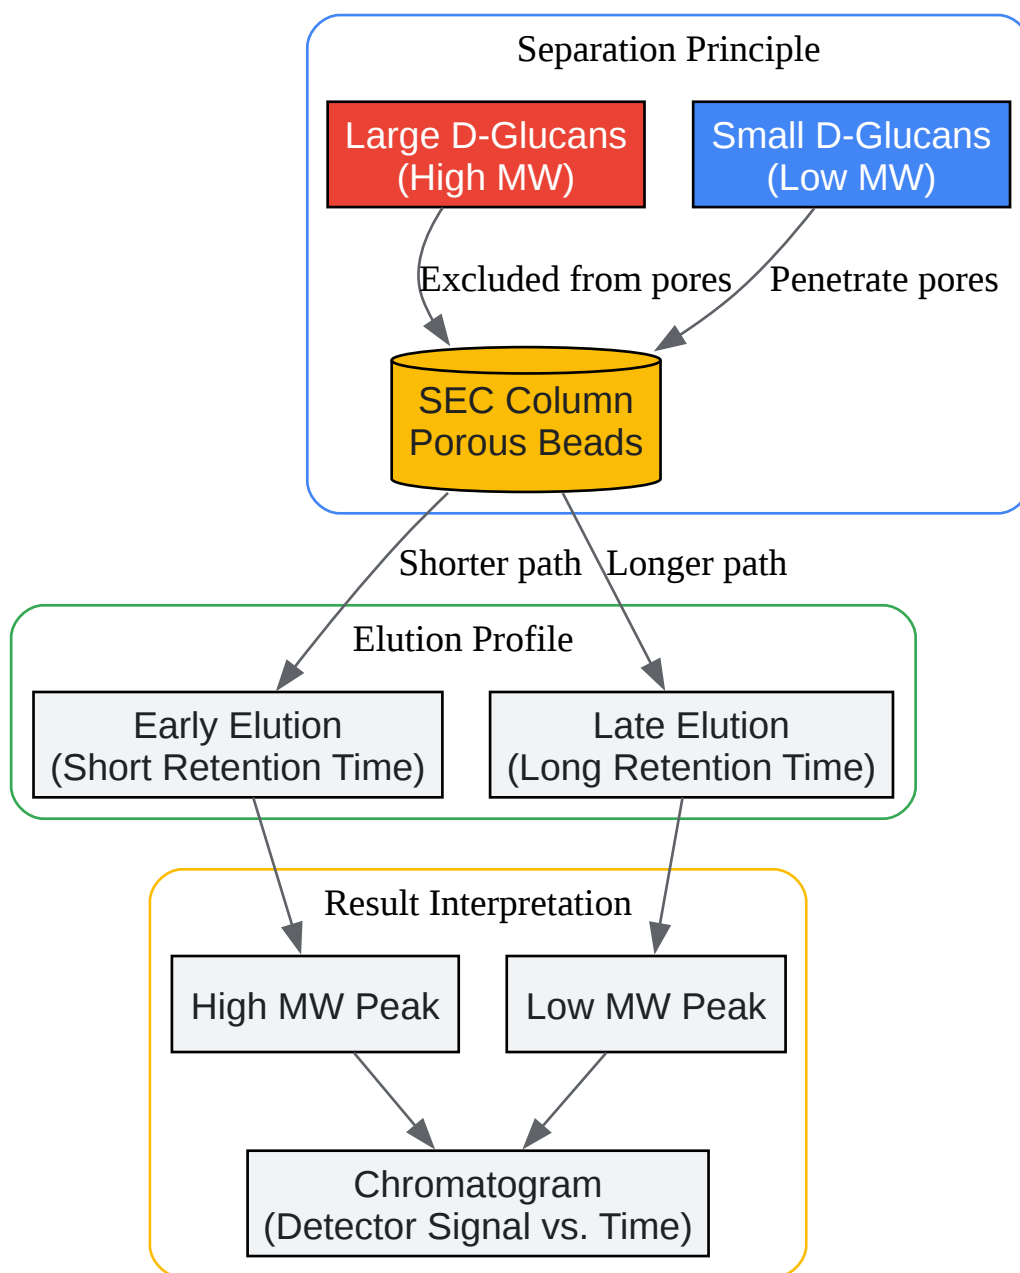 Separation Principle
Large D-Glucans
(High MW)
Small D-Glucans
(Low MW)
Excluded from pores
Penetrate pores
SEC Column
Porous Beads
Shorter path
Longer path
Elution Profile
Early Elution
(Short Retention Time)
Late Elution
(Long Retention Time)
Result Interpretation
High MW Peak
Low MW Peak
Chromatogram
(Detector Signal vs. Time)